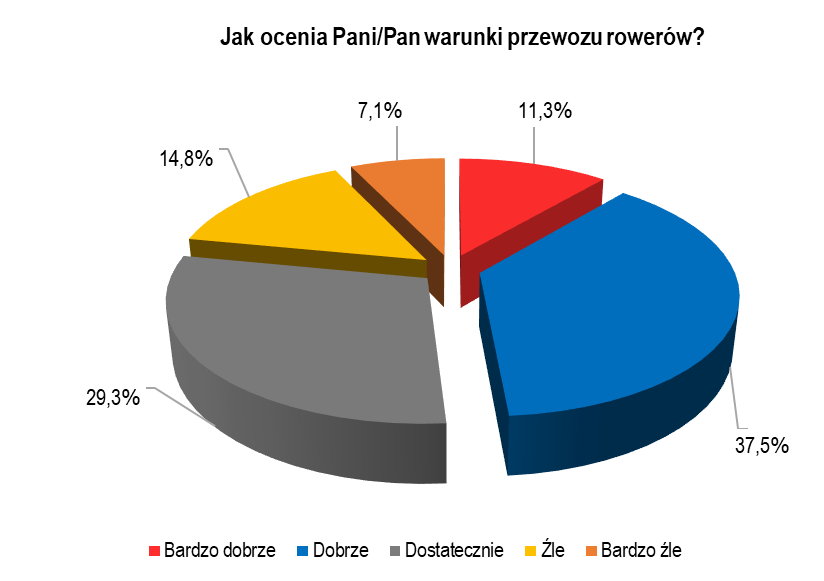 Jak ocenia Pani/Pan warunki przewozu rowerów?
7,1%
11,3%
14,8%
29,3%
37,5%
Bardzo dobrze
Dobrze
Dostatecznie
Źle
Bardzo źle